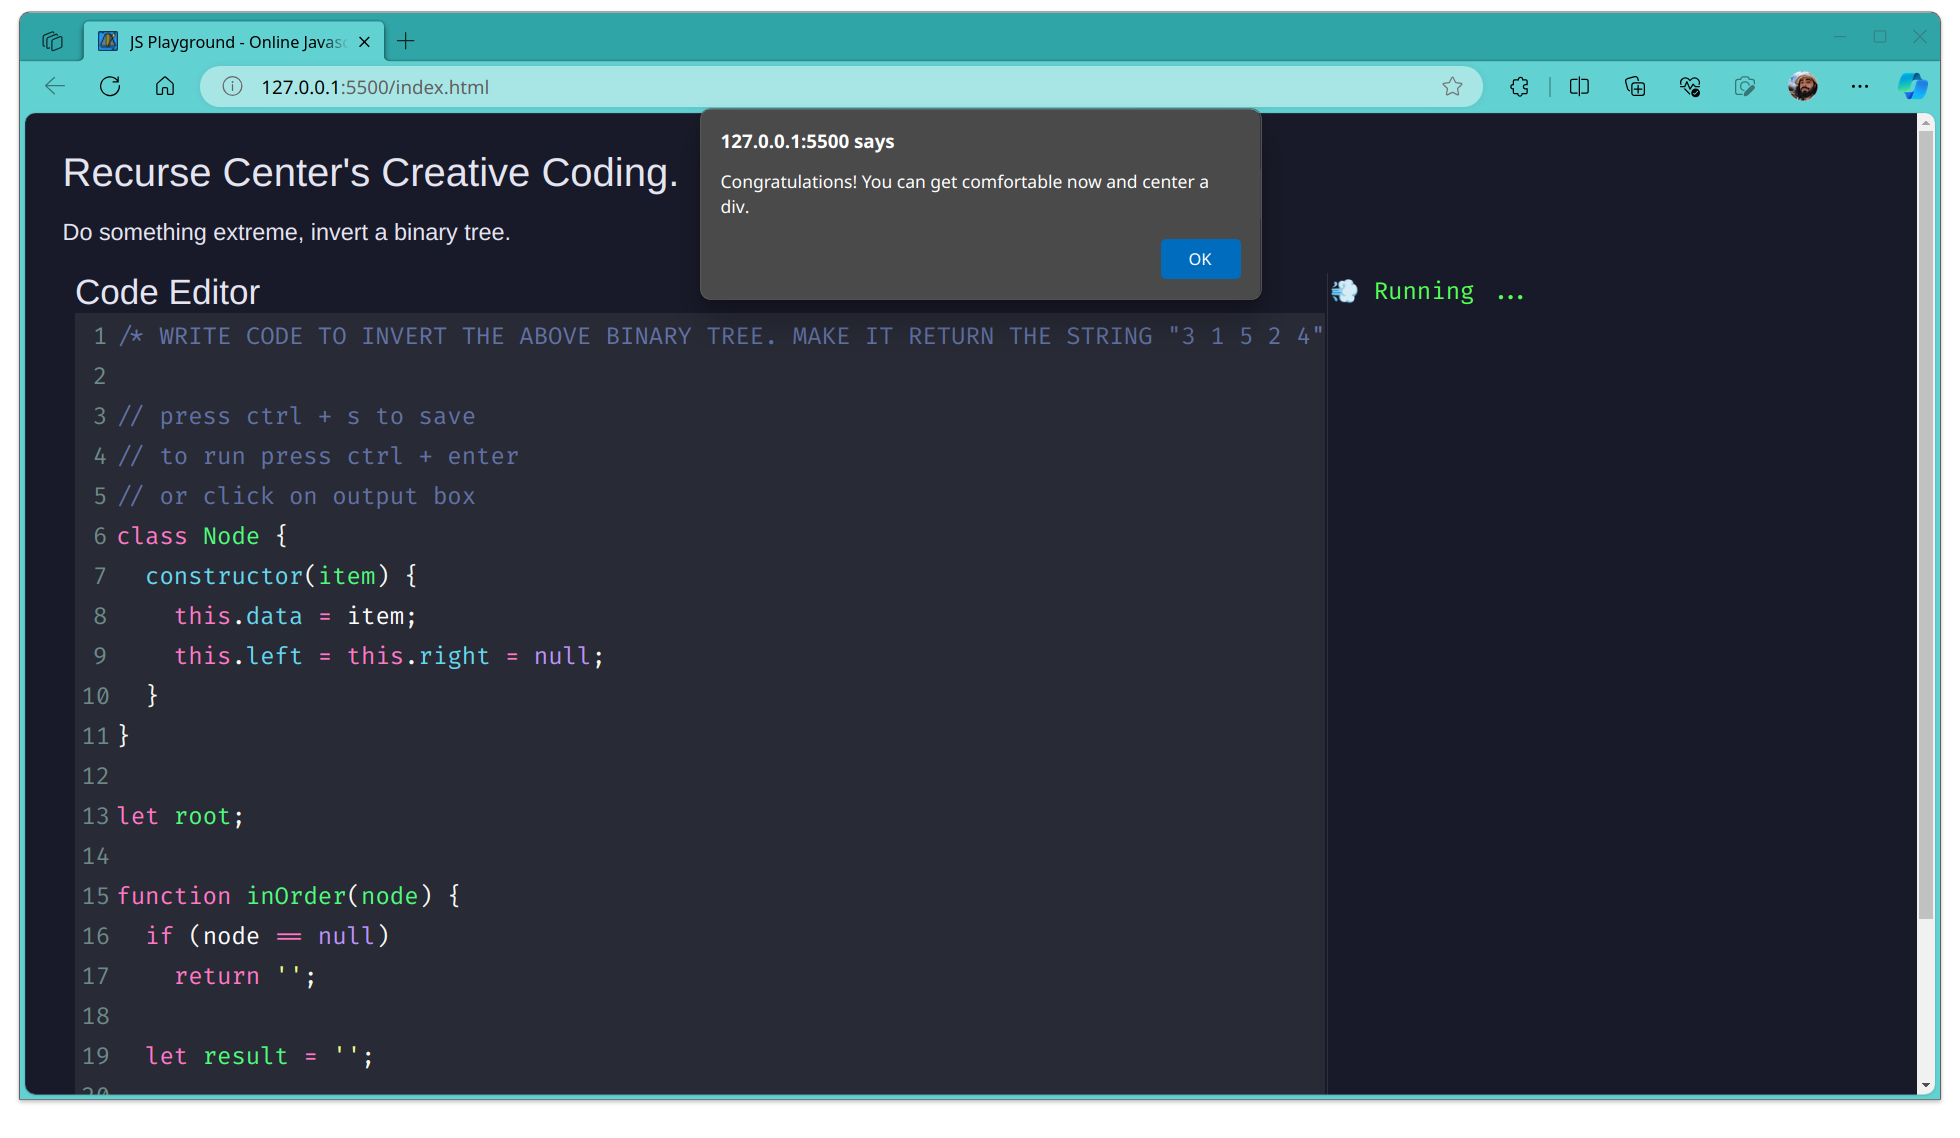 JS Playground - Online Javasc
127.0.0.1:5500/index.html
127.0.0.1:5500 says
Congratulations! You can get comfortable now and center a
div.
OK
Recurse Center's Creative Coding.
Do something extreme, invert a binary tree.
Code Editor
💨 Running ...
1 /* WRITE CODE TO INVERT THE ABOVE BINARY TREE. MAKE IT RETURN THE STRING "3 1 5 2 4"
2
3 // press ctrl + s to save
4 // to run press ctrl + enter
5 // or click on output box
6 class Node {
7 constructor(item) {
8 this.data = item;
9 this.left = this.right = null;
10 }
11 }
12
13 let root;
14
15 function inOrder(node) {
16 if (node == null)
17 return '';
18
19 let result = '';
20